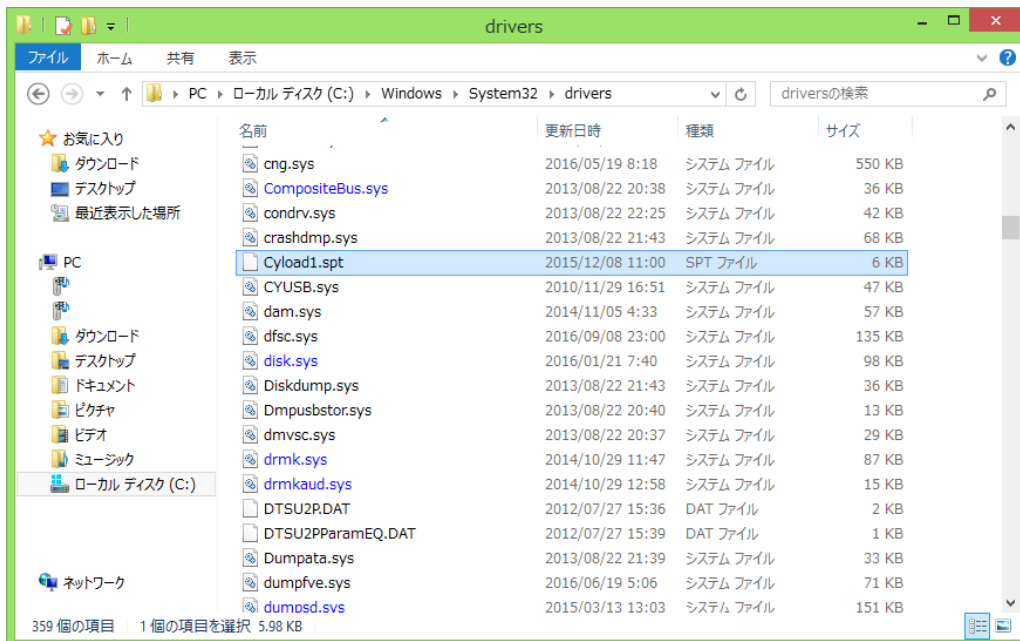 drivers
ファイル ホーム 共有 表示
PC ローカル ディスク (C:) Windows System32 drivers driversの検索
お気に入り
ダウンロード
デスクトップ
最近表示した場所
PC
ダウンロード
デスクトップ
ドキュメント
ピクチャ
ビデオ
ミュージック
ローカル ディスク (C:)
ネットワーク
名前 更新日時 種類 サイズ
cng.sys 2016/05/19 8:18 システム ファイル 550 KB
CompositeBus.sys 2013/08/22 20:38 システム ファイル 36 KB
condrv.sys 2013/08/22 22:25 システム ファイル 42 KB
crashdmp.sys 2013/08/22 21:43 システム ファイル 68 KB
Cyload1.spt 2015/12/08 11:00 SPT ファイル 6 KB
CYUSB.sys 2010/11/29 16:51 システム ファイル 47 KB
dam.sys 2014/11/05 4:33 システム ファイル 57 KB
dfsc.sys 2016/09/08 23:00 システム ファイル 135 KB
disk.sys 2016/01/21 7:40 システム ファイル 98 KB
Diskdump.sys 2013/08/22 21:43 システム ファイル 36 KB
Dmpusbstor.sys 2013/08/22 20:40 システム ファイル 13 KB
dmvsc.sys 2013/08/22 20:37 システム ファイル 29 KB
drmk.sys 2014/10/29 11:47 システム ファイル 87 KB
drmkaud.sys 2014/10/29 12:58 システム ファイル 15 KB
DTSU2P.DAT 2012/07/27 15:36 DAT ファイル 2 KB
DTSU2PParamEQ.DAT 2012/07/27 15:39 DAT ファイル 1 KB
Dumpata.sys 2013/08/22 21:39 システム ファイル 33 KB
dumpfve.sys 2016/06/19 5:06 システム ファイル 71 KB
dumpsd.sys 2015/03/13 13:03 システム ファイル 151 KB
359 個の項目 1 個の項目を選択 5.98 KB